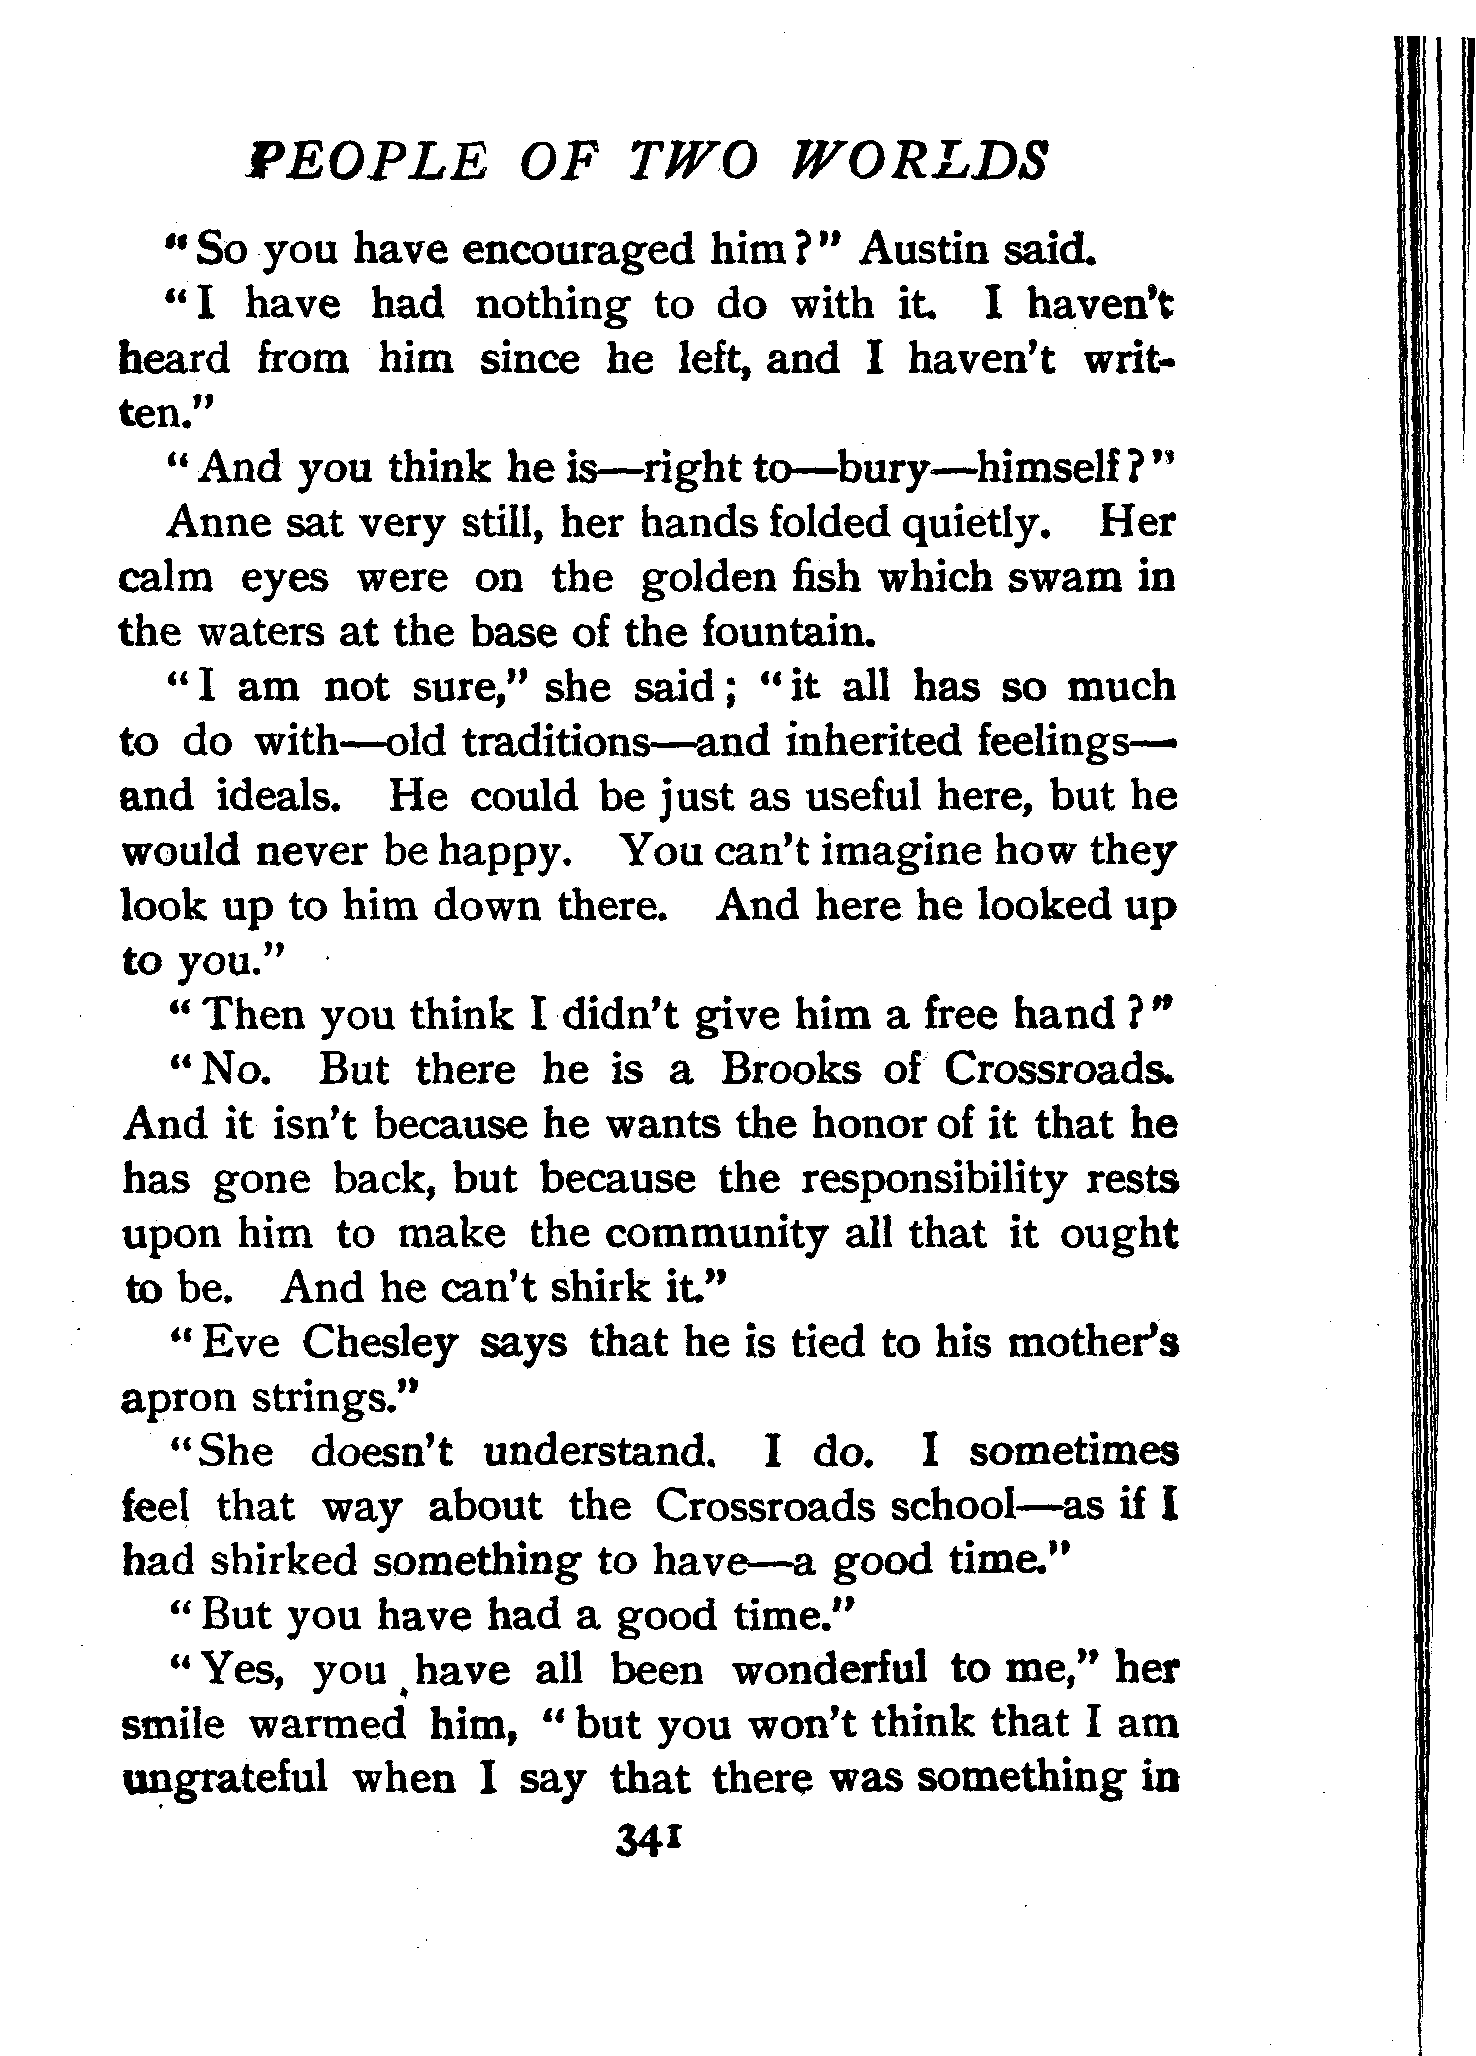 PEOPLE OF TWO WORLDS
"So you have encouraged him?" Austin said.
"I have had nothing to do with it. I haven't
heard from him since he left, and I haven't writ-
ten."
"And you think he is—right to—bury—himself?"
Anne sat very still, her hands folded quietly. Her
calm eyes were on the golden fish which swam in
the waters at the base of the fountain.
"I am not sure," she said; "it all has so much
to do with—old traditions—and inherited feelings—
and ideals. He could be just as useful here, but he
would never be happy. You can't imagine how they
look up to him down there. And here he looked up
to you."
"Then you think I didn't give him a free hand?"
"No. But there he is a Brooks of Crossroads.
And it isn't because he wants the honor of it that he
has gone back, but because the responsibility rests
upon him to make the community all that it ought
to be. And he can't shirk it."
"Eve Chesley says that he is tied to his mother's
apron strings."
"She doesn't understand. I do. I sometimes
feel that way about the Crossroads school—as if I
had shirked something to have—a good time."
"But you have had a good time."
"Yes, you have all been wonderful to me," her
smile warmed him, "but you won't think that I am
ungrateful when I say that there was something in
341